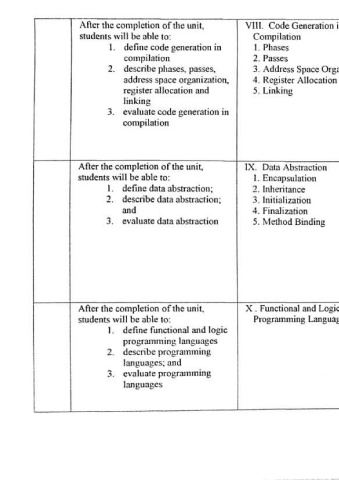 After the completion of the unit,
students will be able to:
1. define code generation in
compilation
2. describe phases, passes,
address space organization,
register allocation and
linking
3. evaluate code generation in
compilation
VIII. Code Generation i
Compilation
1. Phases
2. Passes
3. Address Space Orga
4. Register Allocation
5. Linking
After the completion of the unit,
students will be able to:
1. define data abstraction;
2. describe data abstraction;
and
3. evaluate data abstraction
IX. Data Abstraction
1. Encapsulation
2. Inheritance
3. Initialization
4. Finalization
5. Method Binding
After the completion of the unit,
students will be able to:
1. define functional and logic
programming languages
2. describe programming
languages; and
3. evaluate programming
languages
X . Functional and Logic
Programming Languag